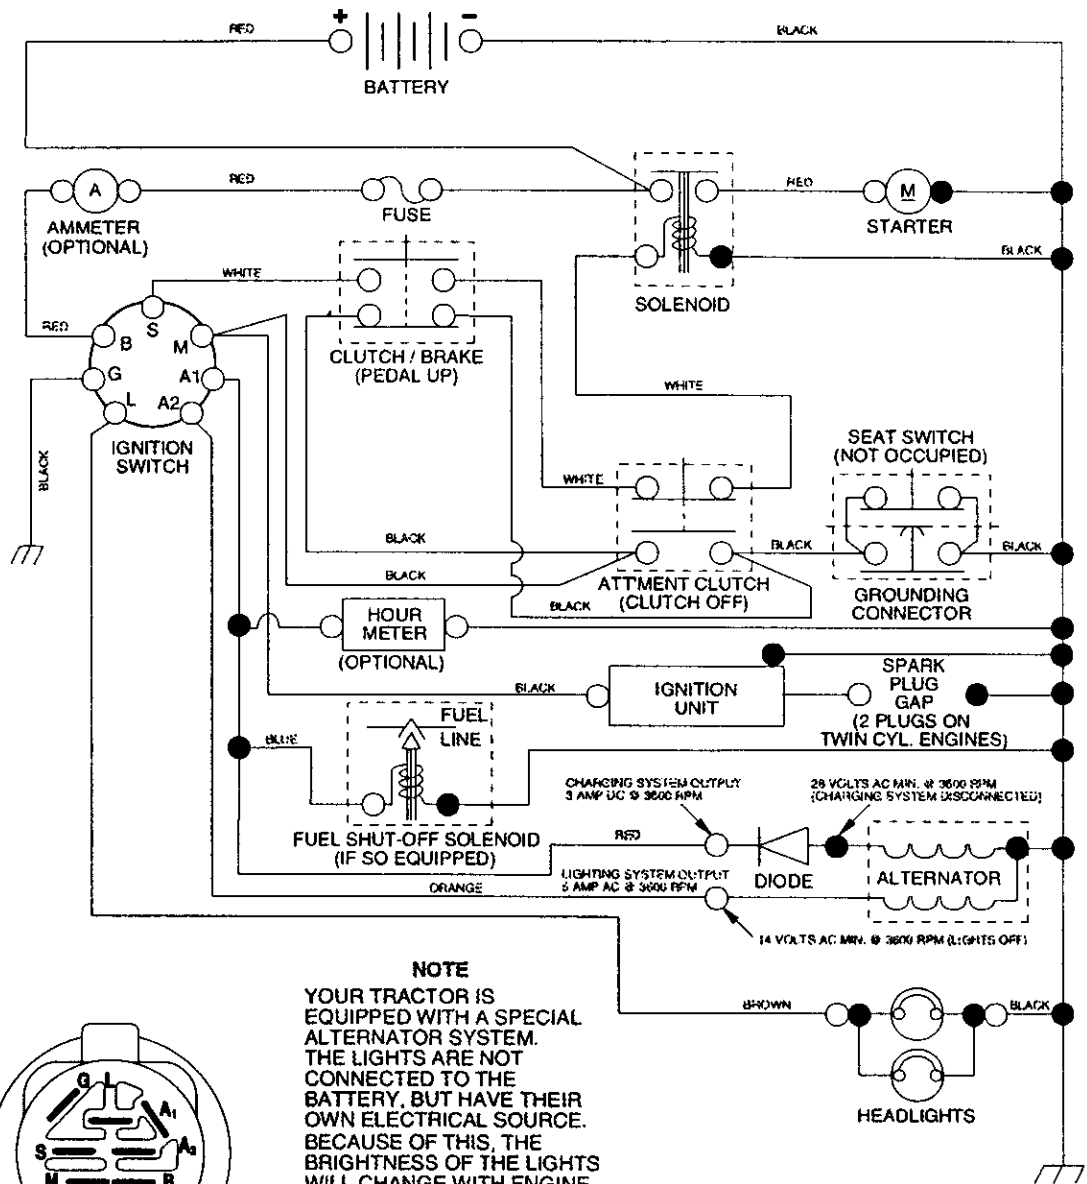 +
-
RED
BLACK
BATTERY
A
RED
RED
M
AMMETER
(OPTIONAL)
FUSE
STARTER
BLACK
SOLENOID
WHITE
S
RED
B
M
CLUTCH / BRAKE
(PEDAL UP)
G
A1
L
A2
WHITE
IGNITION
SWITCH
BLACK
SEAT SWITCH
(NOT OCCUPIED)
WHITE
BLACK
BLACK
BLACK
BLACK
ATT'MENT CLUTCH
(CLUTCH OFF)
GROUNDING
CONNECTOR
BLACK
HOUR
METER
(OPTIONAL)
BLACK
IGNITION
UNIT
SPARK
PLUG
GAP
(2 PLUGS ON
TWIN CYL. ENGINES)
FUEL
LINE
BLUE
CHARGING SYSTEM OUTPUT
3 AMP DC @ 3600 RPM
28 VOLTS AC MIN. @ 3600 RPM
(CHARGING SYSTEM DISCONNECTED)
FUEL SHUT-OFF SOLENOID
(IF SO EQUIPPED)
RED
DIODE
ALTERNATOR
LIGHTING SYSTEM OUTPUT
5 AMP AC @ 3600 RPM
ORANGE
14 VOLTS AC MIN. @ 3600 RPM (LIGHTS OFF)
BROWN
BLACK
HEADLIGHTS
NOTE
YOUR TRACTOR IS
EQUIPPED WITH A SPECIAL
ALTERNATOR SYSTEM.
THE LIGHTS ARE NOT
CONNECTED TO THE
BATTERY, BUT HAVE THEIR
OWN ELECTRICAL SOURCE.
BECAUSE OF THIS, THE
BRIGHTNESS OF THE LIGHTS
WILL CHANGE WITH ENGINE
G L
A1
S
A2
M
B